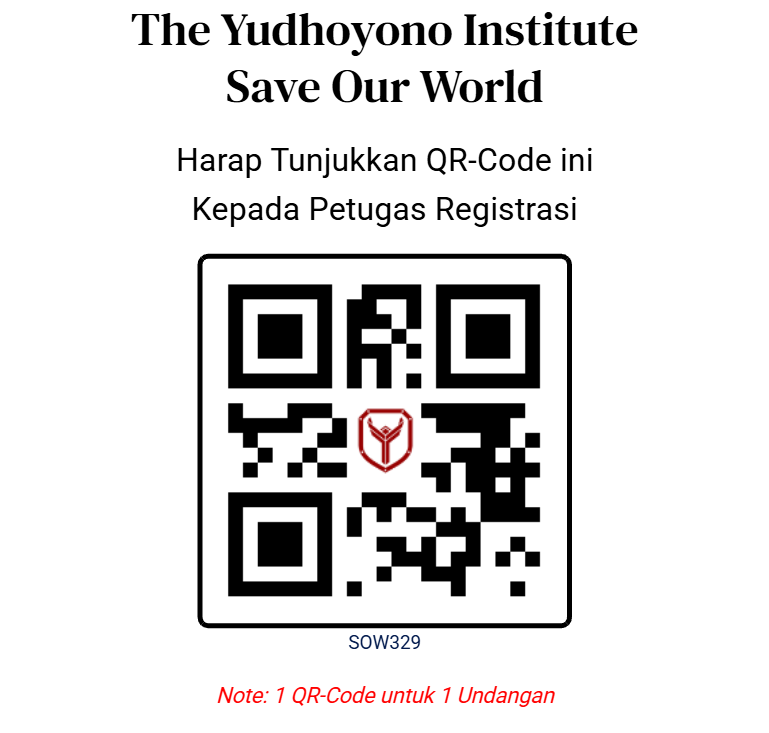 The Yudhoyono Institute
Save Our World
Harap Tunjukkan QR-Code ini
Kepada Petugas Registrasi
SOW329
Note: 1 QR-Code untuk 1 Undangan